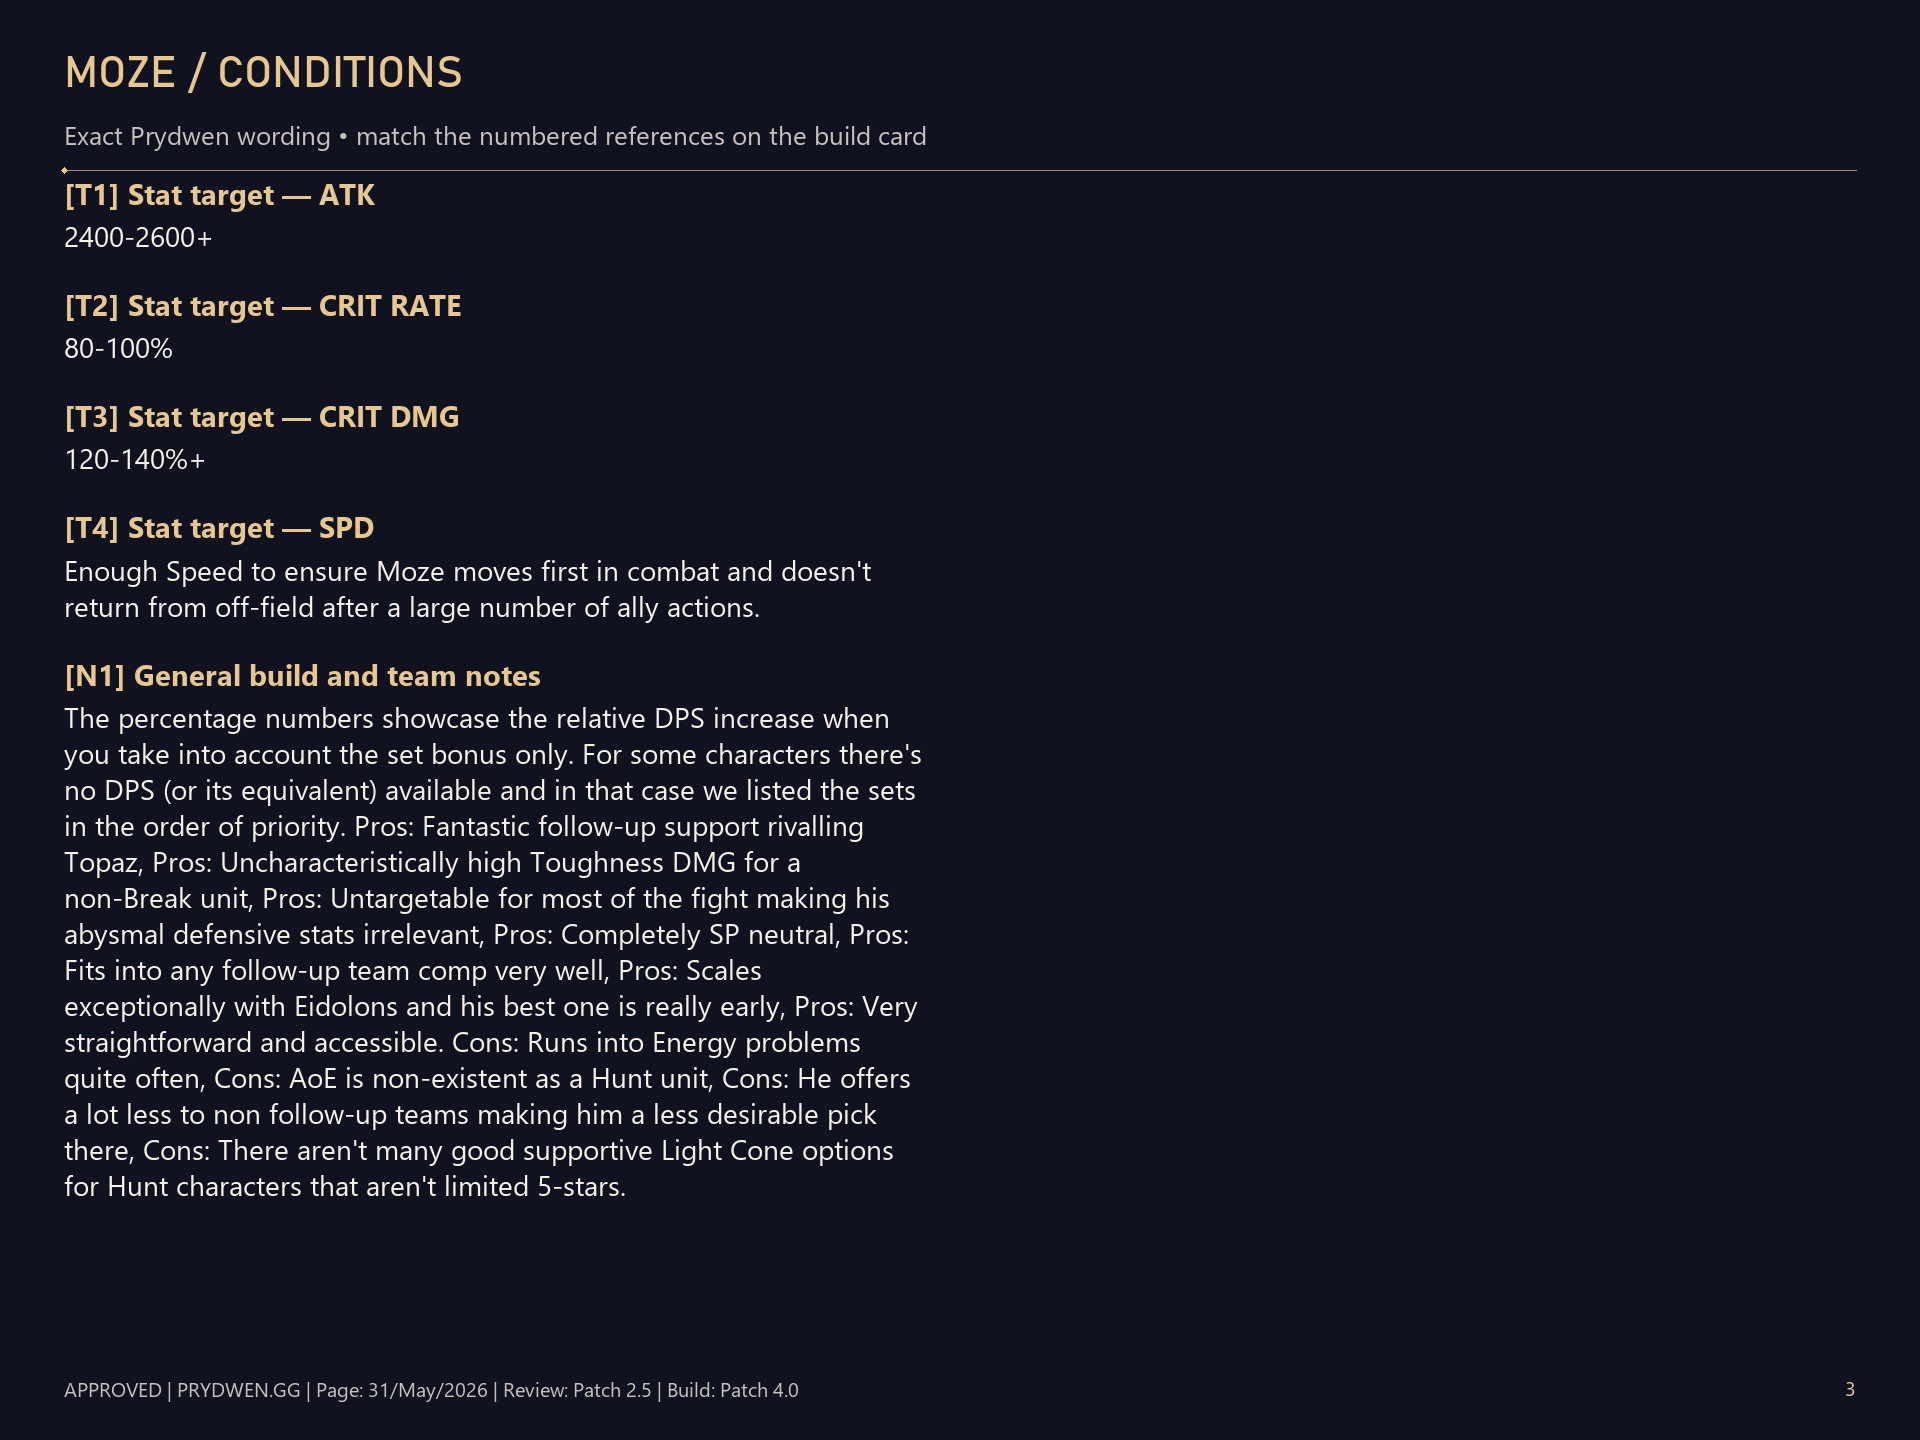 MOZE / CONDITIONS
Exact Prydwen wording • match the numbered references on the build card
[T1] Stat target — ATK
2400-2600+
[T2] Stat target — CRIT RATE
80-100%
[T3] Stat target — CRIT DMG
120-140%+
[T4] Stat target — SPD
Enough Speed to ensure Moze moves first in combat and doesn't
return from off-field after a large number of ally actions.
[N1] General build and team notes
The percentage numbers showcase the relative DPS increase when
you take into account the set bonus only. For some characters there's
no DPS (or its equivalent) available and in that case we listed the sets
in the order of priority. Pros: Fantastic follow-up support rivalling
Topaz, Pros: Uncharacteristically high Toughness DMG for a
non-Break unit, Pros: Untargetable for most of the fight making his
abysmal defensive stats irrelevant, Pros: Completely SP neutral, Pros:
Fits into any follow-up team comp very well, Pros: Scales
exceptionally with Eidolons and his best one is really early, Pros: Very
straightforward and accessible. Cons: Runs into Energy problems
quite often, Cons: AoE is non-existent as a Hunt unit, Cons: He offers
a lot less to non follow-up teams making him a less desirable pick
there, Cons: There aren't many good supportive Light Cone options
for Hunt characters that aren't limited 5-stars.
APPROVED | PRYDWEN.GG | Page: 31/May/2026 | Review: Patch 2.5 | Build: Patch 4.0
3